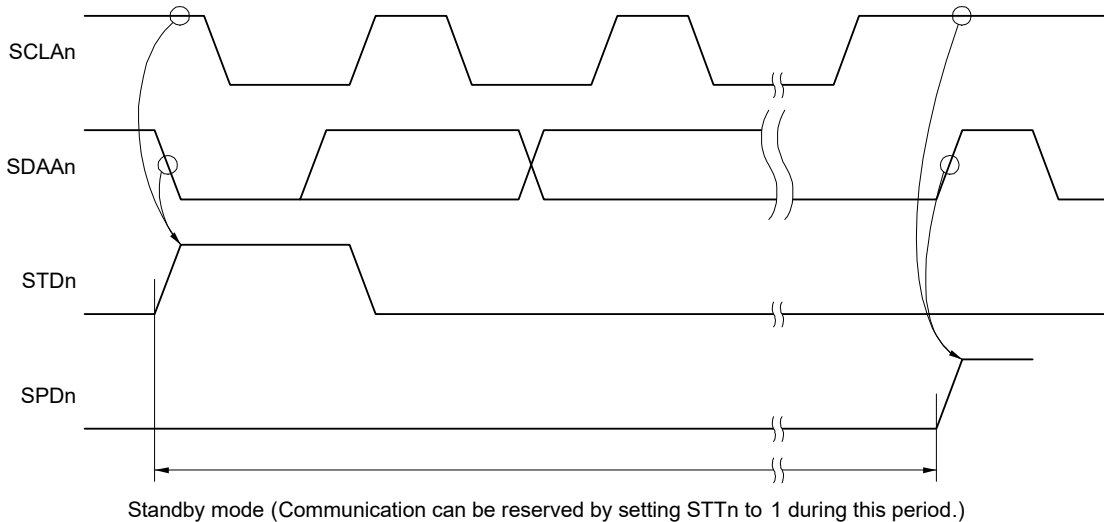 SCLAn
SDAAn
STDn
SPDn
Standby mode (Communication can be reserved by setting STTn to 1 during this period.)